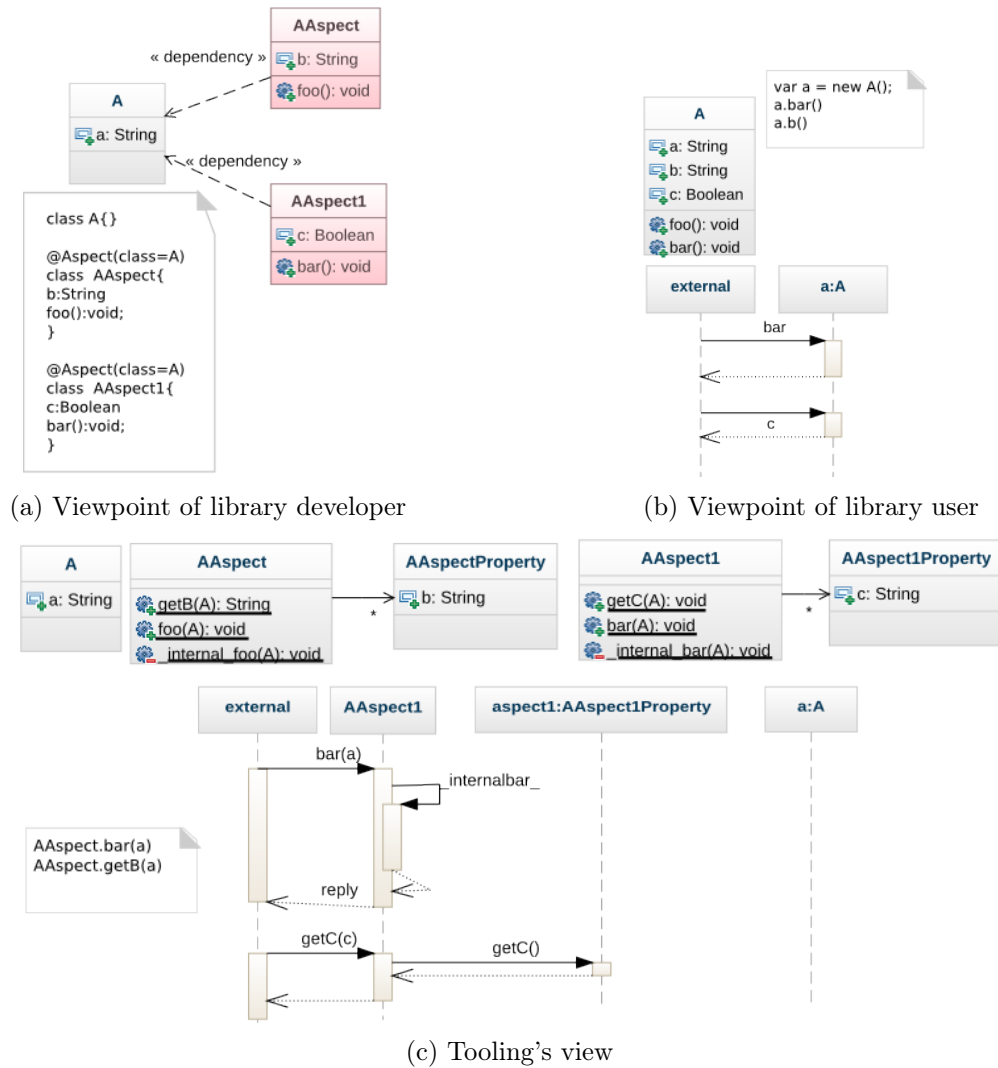 AAspect
b: String
foo(): void
« dependency »
A
a: String
« dependency »
AAspect1
c: Boolean
bar(): void
class A{}
@Aspect(class=A)
class AAspect{
b:String
foo():void;
}
@Aspect(class=A)
class AAspect1{
c:Boolean
bar():void;
}
(a) Viewpoint of library developer
A
a: String
b: String
c: Boolean
foo(): void
bar(): void
var a = new A();
a.bar()
a.b()
external
a:A
bar
c
(b) Viewpoint of library user
A
a: String
AAspect
getB(A): String
foo(A): void
_internal_foo(A): void
*
AAspectProperty
b: String
AAspect1
getC(A): void
bar(A): void
_internal_bar(A): void
*
AAspect1Property
c: String
external
AAspect1
aspect1:AAspect1Property
a:A
bar(a)
_internalbar_
reply
getC(c)
getC()
AAspect.bar(a)
AAspect.getB(a)
(c) Tooling's view